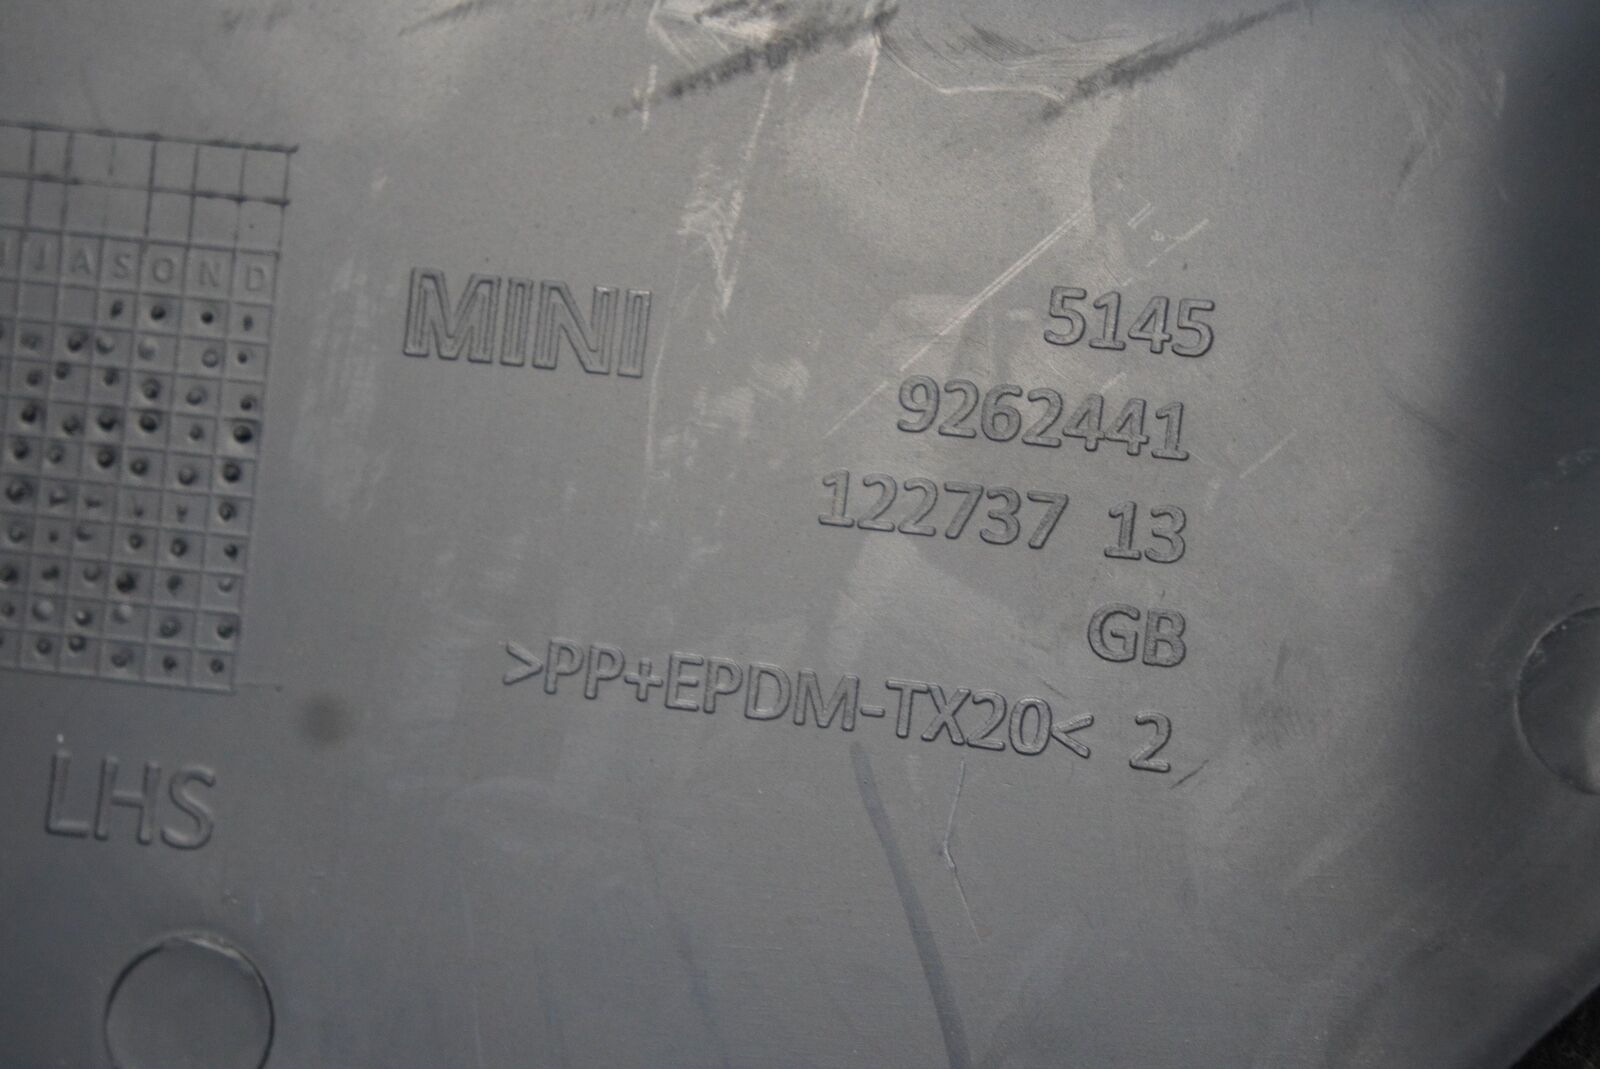 J J A S O N D
MINI
5145
9262441
122737 13
GB
>PP+EPDM-TX20< 2
LHS